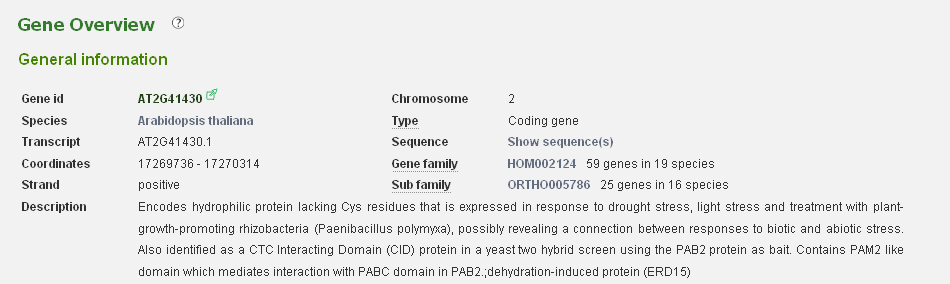 Gene Overview ?
General information
Gene id AT2G41430 Chromosome 2
Species Arabidopsis thaliana Type Coding gene
Transcript AT2G41430.1 Sequence Show sequence(s)
Coordinates 17269736 - 17270314 Gene family HOM002124 59 genes in 19 species
Strand positive Sub family ORTHO005786 25 genes in 16 species
Description Encodes hydrophilic protein lacking Cys residues that is expressed in response to drought stress, light stress and treatment with plant-
growth-promoting rhizobacteria (Paenibacillus polymyxa), possibly revealing a connection between responses to biotic and abiotic stress.
Also identified as a CTC Interacting Domain (CID) protein in a yeast two hybrid screen using the PAB2 protein as bait. Contains PAM2 like
domain which mediates interaction with PABC domain in PAB2.;dehydration-induced protein (ERD15)